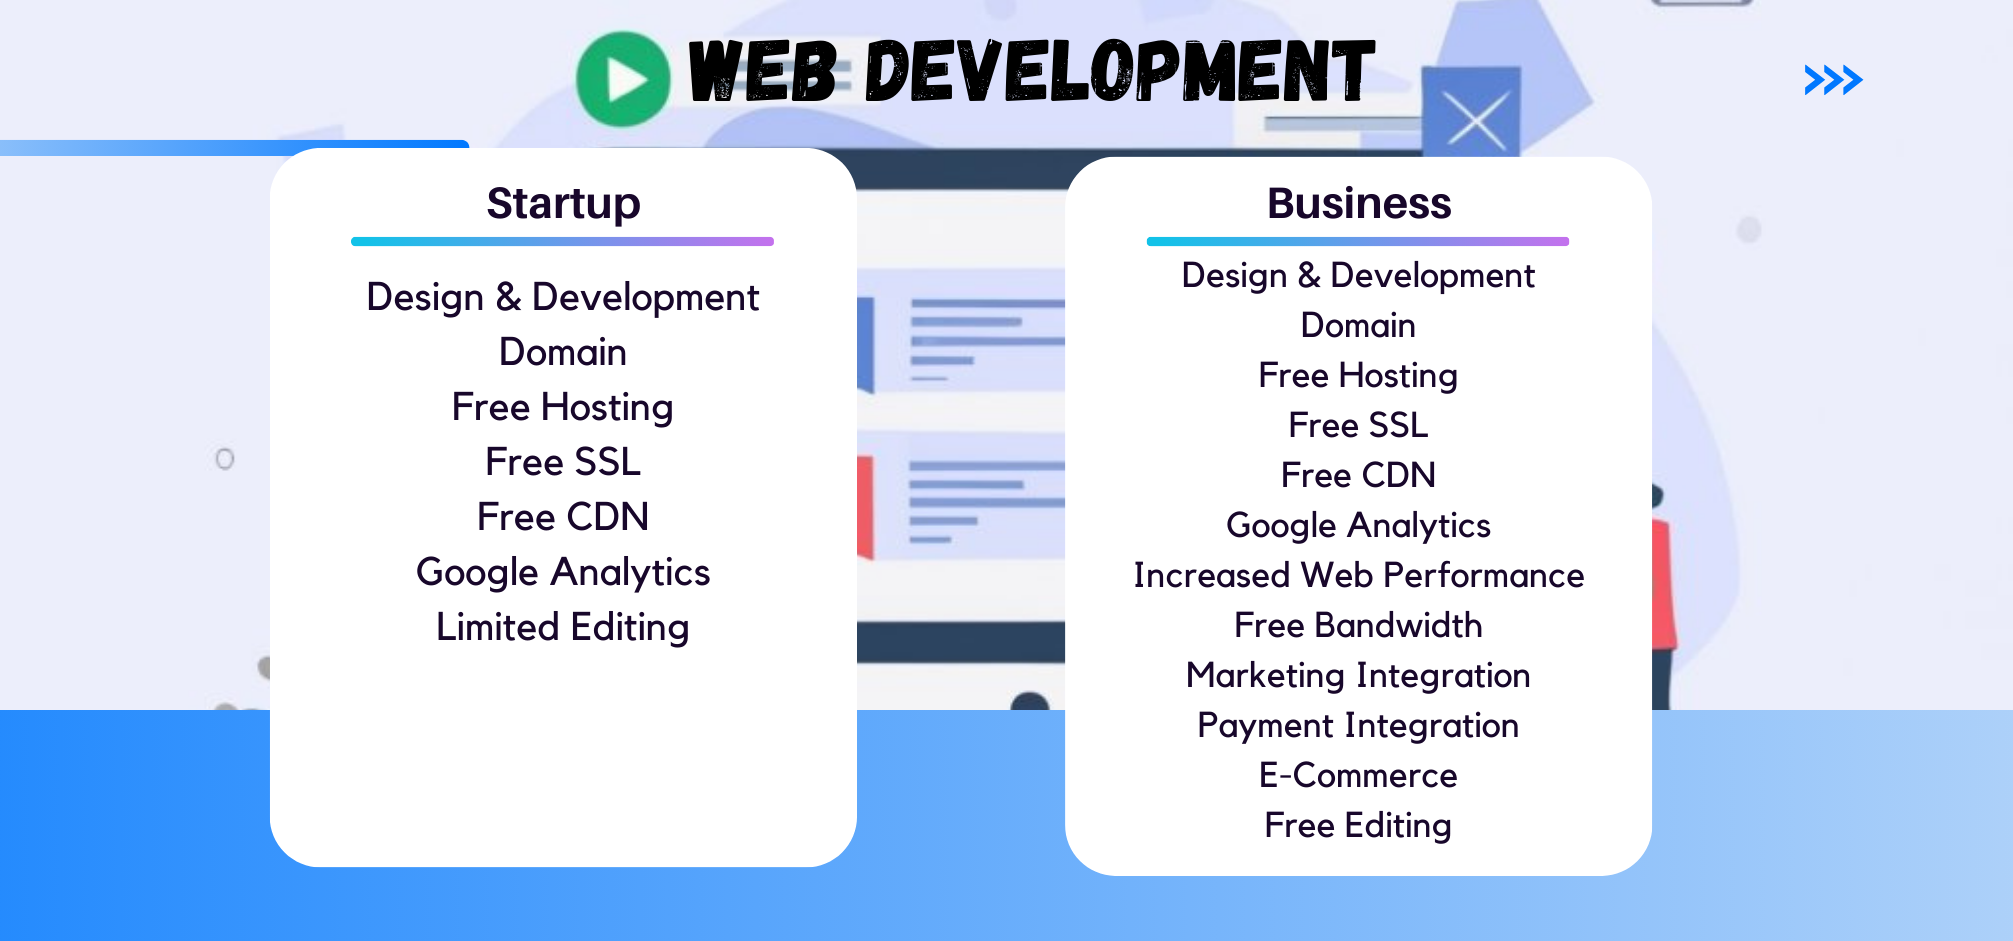 WEB DEVELOPMENT
Startup
Design & Development
Domain
Free Hosting
Free SSL
Free CDN
Google Analytics
Limited Editing
Business
Design & Development
Domain
Free Hosting
Free SSL
Free CDN
Google Analytics
Increased Web Performance
Free Bandwidth
Marketing Integration
Payment Integration
E-Commerce
Free Editing